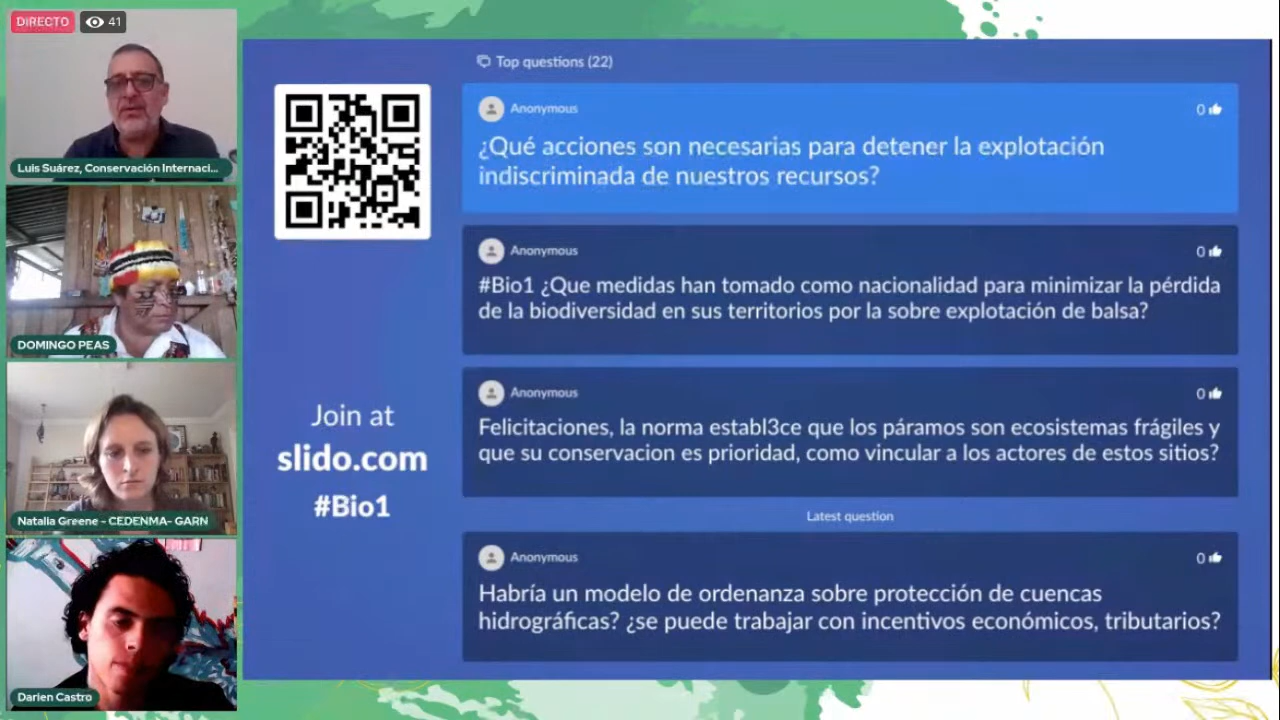 DIRECTO 41
Luis Suárez, Conservación Internaci...
DOMINGO PEAS
Natalia Greene - CEDENMA- GARN
Darien Castro
Join at
slido.com
#Bio1
Top questions (22)
Anonymous 0
¿Qué acciones son necesarias para detener la explotación
indiscriminada de nuestros recursos?
Anonymous 0
#Bio1 ¿Que medidas han tomado como nacionalidad para minimizar la pérdida
de la biodiversidad en sus territorios por la sobre explotación de balsa?
Anonymous 0
Felicitaciones, la norma establ3ce que los páramos son ecosistemas frágiles y
que su conservacion es prioridad, como vincular a los actores de estos sitios?
Latest question
Anonymous 0
Habría un modelo de ordenanza sobre protección de cuencas
hidrográficas? ¿se puede trabajar con incentivos económicos, tributarios?